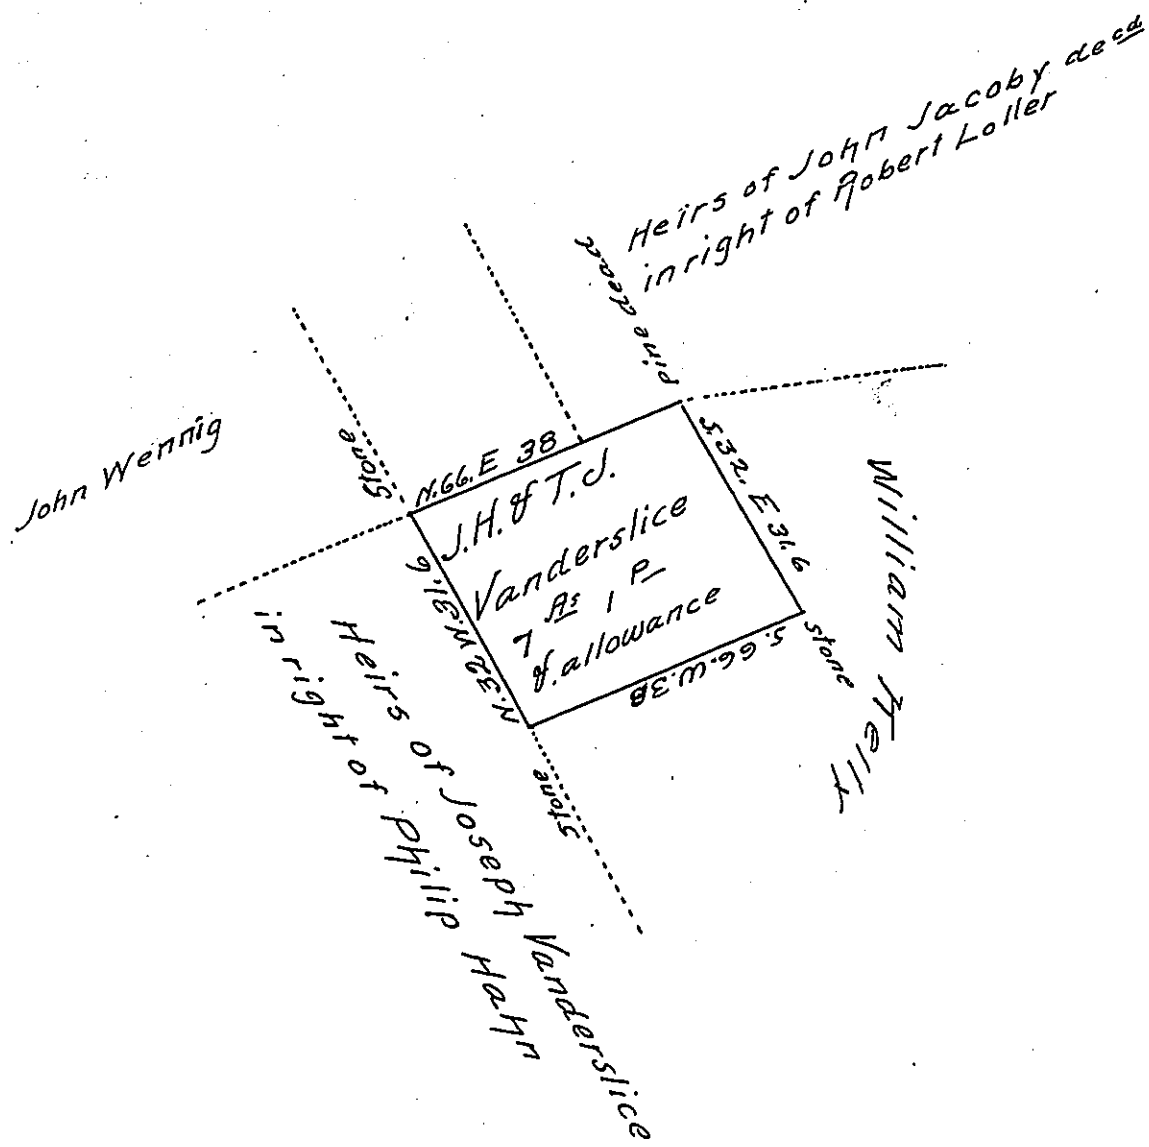 Heirs of John Jacoby dec<sup>d</sup>
in right of Robert Loller
pine dead
John Wennig
Stone
N.66.E 38
S.32.E 31.6
J.H. & T.J.
Vanderslice
7 As 1 P
& allowance
N.32.W.31.6
S.66.W.38
stone
stone
William
Heirs of Joseph Vanderslice
in right of Philip Hahn